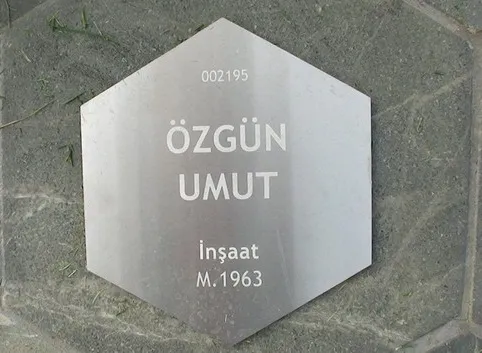 002195
ÖZGÜN
UMUT
İnşaat
M.1963